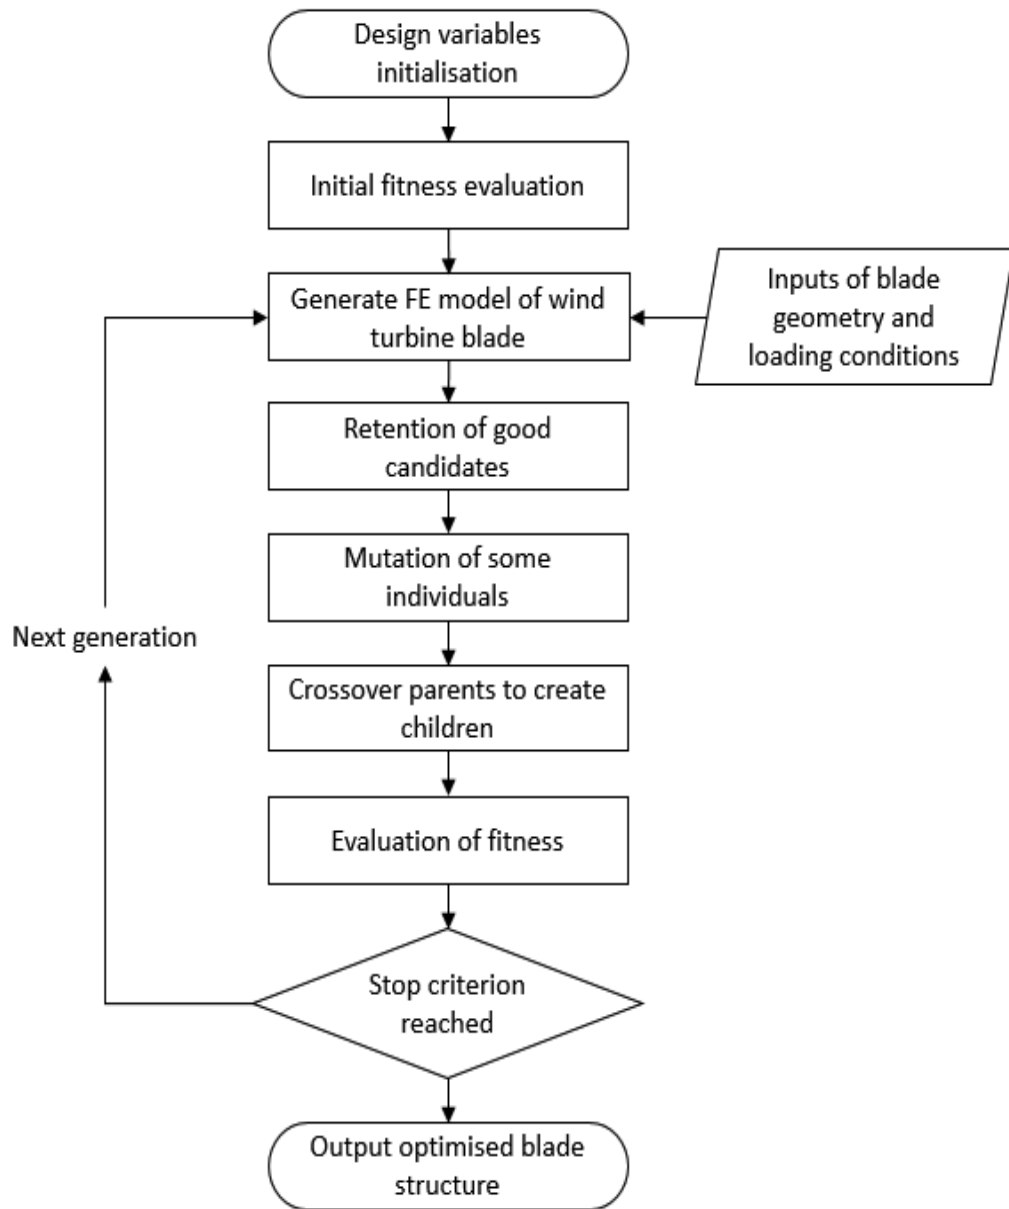 Design variables
initialisation
Initial fitness evaluation
Generate FE model of wind
turbine blade
Inputs of blade
geometry and
loading conditions
Retention of good
candidates
Mutation of some
individuals
Next generation
Crossover parents to create
children
Evaluation of fitness
Stop criterion
reached
Output optimised blade
structure